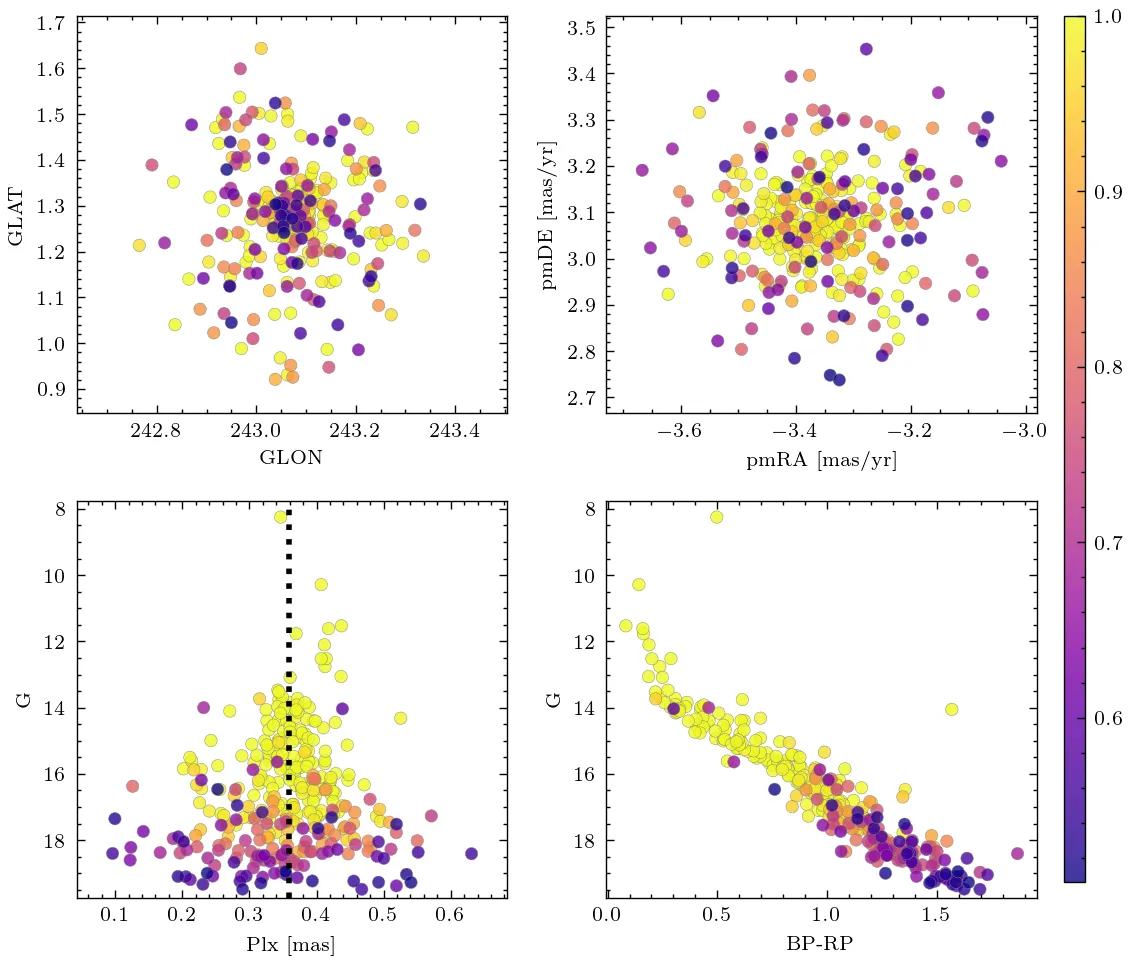 1.7
1.6
1.5
1.4
1.3
1.2
1.1
1.0
0.9
GLAT
242.8 243.0 243.2 243.4
GLON
3.5
3.4
3.3
3.2
3.1
3.0
2.9
2.8
2.7
pmDE [mas/yr]
−3.6 −3.4 −3.2 −3.0
pmRA [mas/yr]
1.0
0.9
0.8
0.7
0.6
8
10
12
14
16
18
G
0.1 0.2 0.3 0.4 0.5 0.6
Plx [mas]
8
10
12
14
16
18
G
0.0 0.5 1.0 1.5
BP-RP